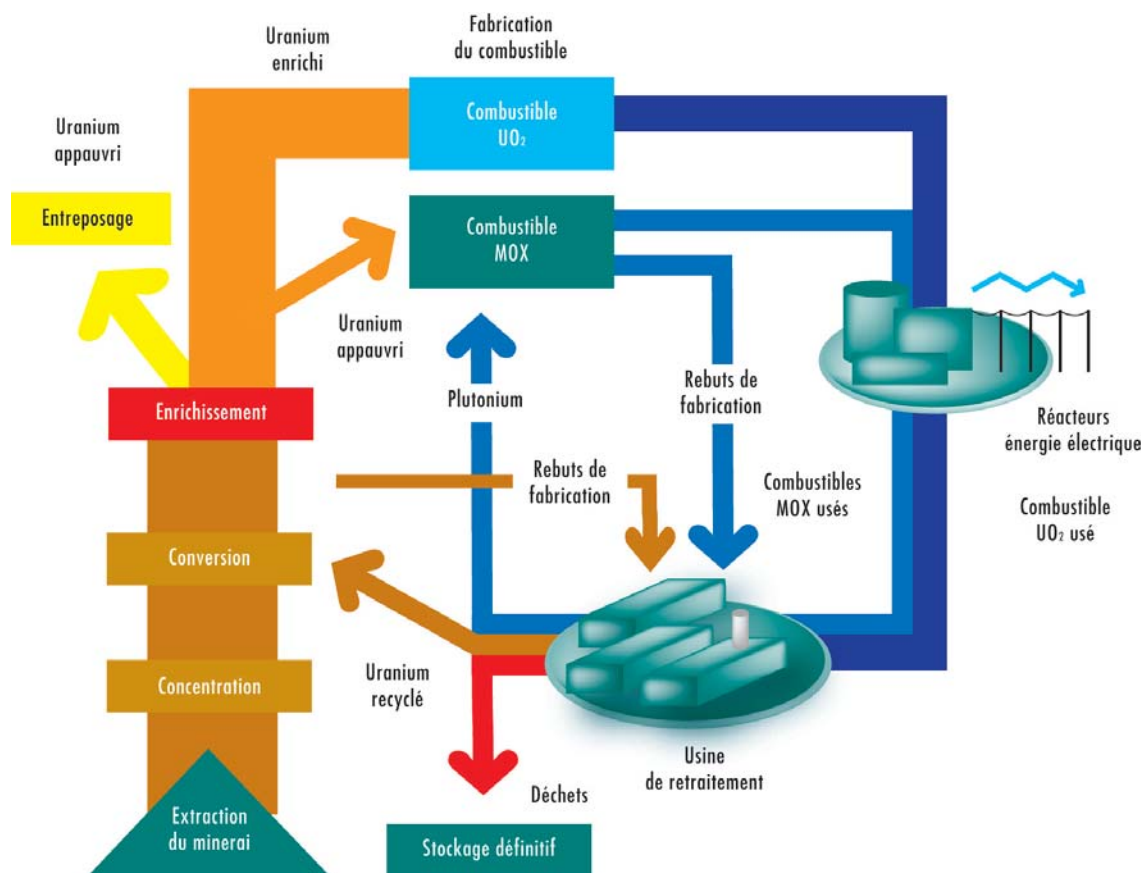 Uranium
enrichi
Fabrication
du combustible
Combustible
UO₂
Uranium
appauvri
Entreposage
Combustible
MOX
Uranium
appauvri
Enrichissement
Plutonium
Rebuts de
fabrication
Réacteurs
énergie électrique
Rebuts de
fabrication
Combustibles
MOX usés
Combustible
UO₂ usé
Conversion
Concentration
Uranium
recyclé
Usine
de retraitement
Déchets
Extraction
du minerai
Stockage définitif